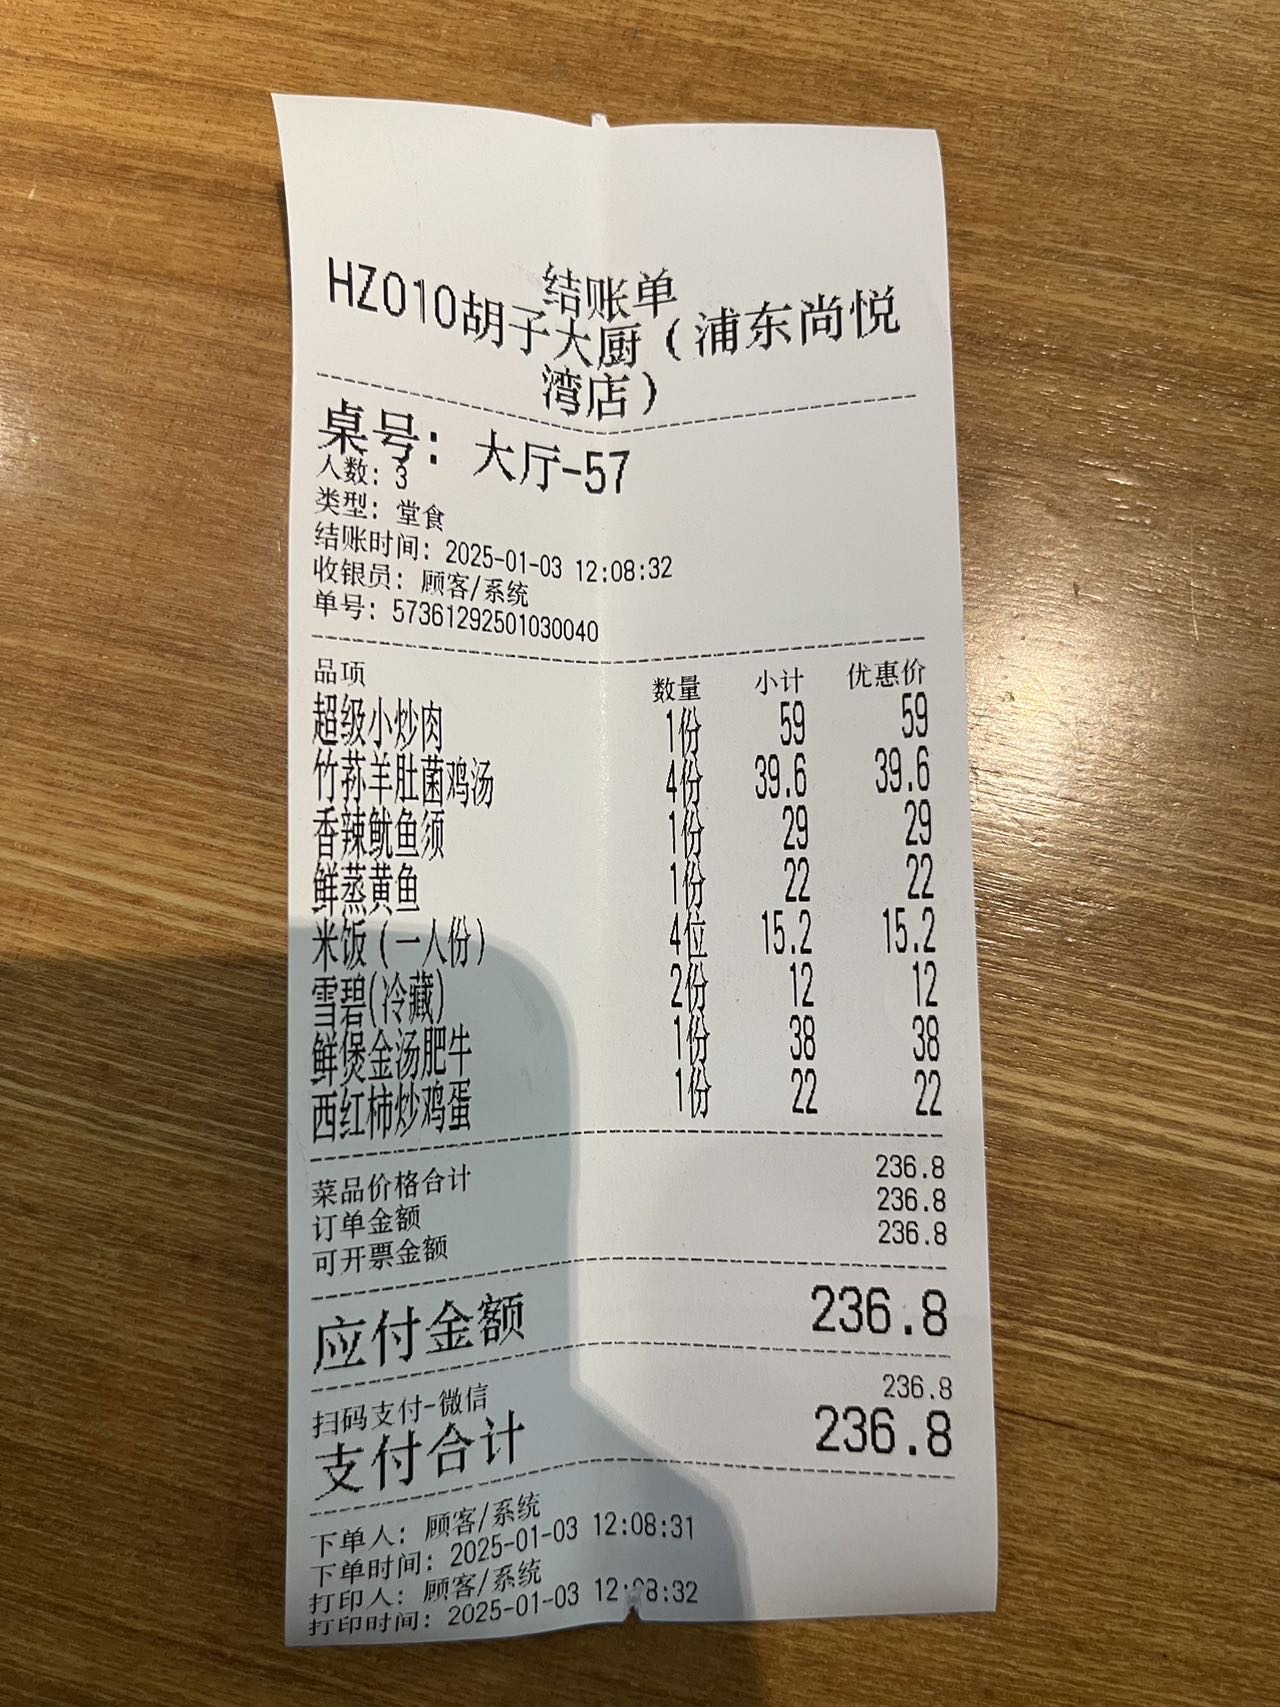 结账单
HZ010胡子大厨（浦东尚悦
湾店）
桌号：大厅-57
人数：3
类型：堂食
结账时间：2025-01-03 12:08:32
收银员：顾客/系统
单号：57361292501030040
品项 数量 小计 优惠价
超级小炒肉 1份 59 59
竹荪羊肚菌鸡汤 4份 39.6 39.6
香辣鱿鱼须 1份 29 29
鲜蒸黄鱼 1份 22 22
米饭（一人份） 4位 15.2 15.2
雪碧(冷藏) 2份 12 12
鲜煲金汤肥牛 1份 38 38
西红柿炒鸡蛋 1份 22 22
菜品价格合计 236.8
订单金额 236.8
可开票金额 236.8
应付金额 236.8
扫码支付-微信 236.8
支付合计 236.8
下单人：顾客/系统
下单时间：2025-01-03 12:08:31
打印人：顾客/系统
打印时间：2025-01-03 12:08:32